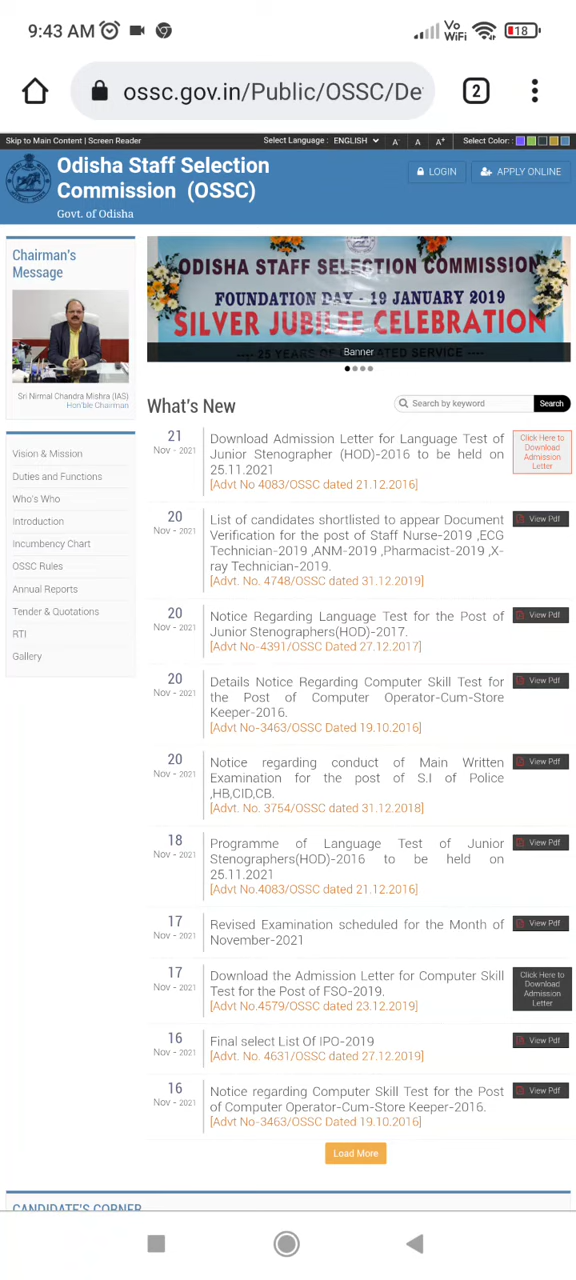 9:43 AM
Vo
WiFi
18
ossc.gov.in/Public/OSSC/De
2
Skip to Main Content | Screen Reader
Select Language : ENGLISH
A-
A
A+
Select Color :
Odisha Staff Selection
Commission (OSSC)
Govt. of Odisha
LOGIN
APPLY ONLINE
Chairman's
Message
Sri Nirmal Chandra Mishra (IAS)
Hon'ble Chairman
ODISHA STAFF SELECTION COMMISSION
FOUNDATION DAY - 19 JANUARY 2019
SILVER JUBILEE CELEBRATION
Banner
Vision & Mission
Duties and Functions
Who's Who
Introduction
Incumbency Chart
OSSC Rules
Annual Reports
Tender & Quotations
RTI
Gallery
What's New
Search by keyword
Search
21
Nov - 2021
Download Admission Letter for Language Test of
Junior Stenographer (HOD)-2016 to be held on
25.11.2021
[Advt No 4083/OSSC dated 21.12.2016]
Click Here to
Download
Admission
Letter
20
Nov - 2021
List of candidates shortlisted to appear Document
Verification for the post of Staff Nurse-2019 ,ECG
Technician-2019 ,ANM-2019 ,Pharmacist-2019 ,X-
ray Technician-2019.
[Advt. No. 4748/OSSC dated 31.12.2019]
View Pdf
20
Nov - 2021
Notice Regarding Language Test for the Post of
Junior Stenographers(HOD)-2017.
[Advt No-4391/OSSC Dated 27.12.2017]
View Pdf
20
Nov - 2021
Details Notice Regarding Computer Skill Test for
the Post of Computer Operator-Cum-Store
Keeper-2016.
[Advt No-3463/OSSC Dated 19.10.2016]
View Pdf
20
Nov - 2021
Notice regarding conduct of Main Written
Examination for the post of S.I of Police
,HB,CID,CB.
[Advt. No. 3754/OSSC dated 31.12.2018]
View Pdf
18
Nov - 2021
Programme of Language Test of Junior
Stenographers(HOD)-2016 to be held on
25.11.2021
[Advt No.4083/OSSC dated 21.12.2016]
View Pdf
17
Nov - 2021
Revised Examination scheduled for the Month of
November-2021
View Pdf
17
Nov - 2021
Download the Admission Letter for Computer Skill
Test for the Post of FSO-2019.
[Advt No.4579/OSSC dated 23.12.2019]
Click Here to
Download
Admission
Letter
16
Nov - 2021
Final select List Of IPO-2019
[Advt. No. 4631/OSSC dated 27.12.2019]
View Pdf
16
Nov - 2021
Notice regarding Computer Skill Test for the Post
of Computer Operator-Cum-Store Keeper-2016.
[Advt No-3463/OSSC Dated 19.10.2016]
View Pdf
Load More
CANDIDATE'S CORNER